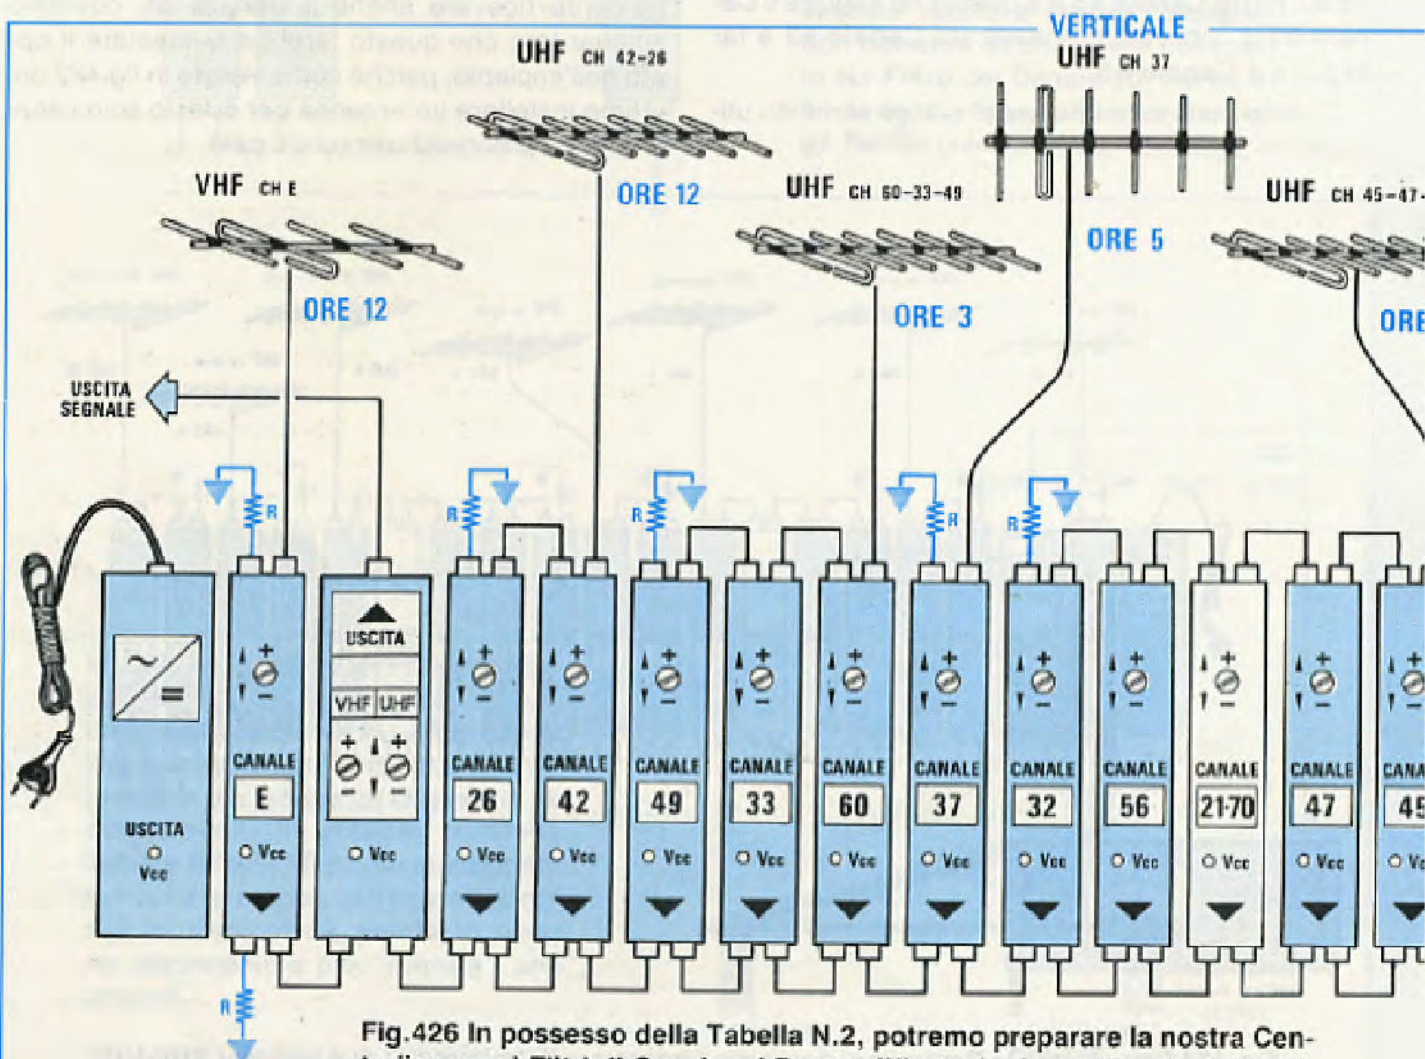 VERTICALE
UHF CH 42-26
UHF CH 37
VHF CH E
ORE 12
UHF CH 60-33-49
UHF CH 45-47-
ORE 5
ORE 12
ORE 3
ORE
USCITA
SEGNALE
R
R
R
R
R
USCITA
VHF UHF
+ + + + + + + + + + + +
- - - - - - - - - - - -
+ +
- -
CANALE CANALE CANALE CANALE CANALE CANALE CANALE CANALE CANALE CANALE CANALE
E 26 42 49 33 60 37 32 56 21-70 47 45
USCITA
Vcc
Vcc Vcc Vcc Vcc Vcc Vcc Vcc Vcc Vcc Vcc Vcc Vcc
R
Fig.426 In possesso della Tabella N.2, potremo preparare la nostra Cen-